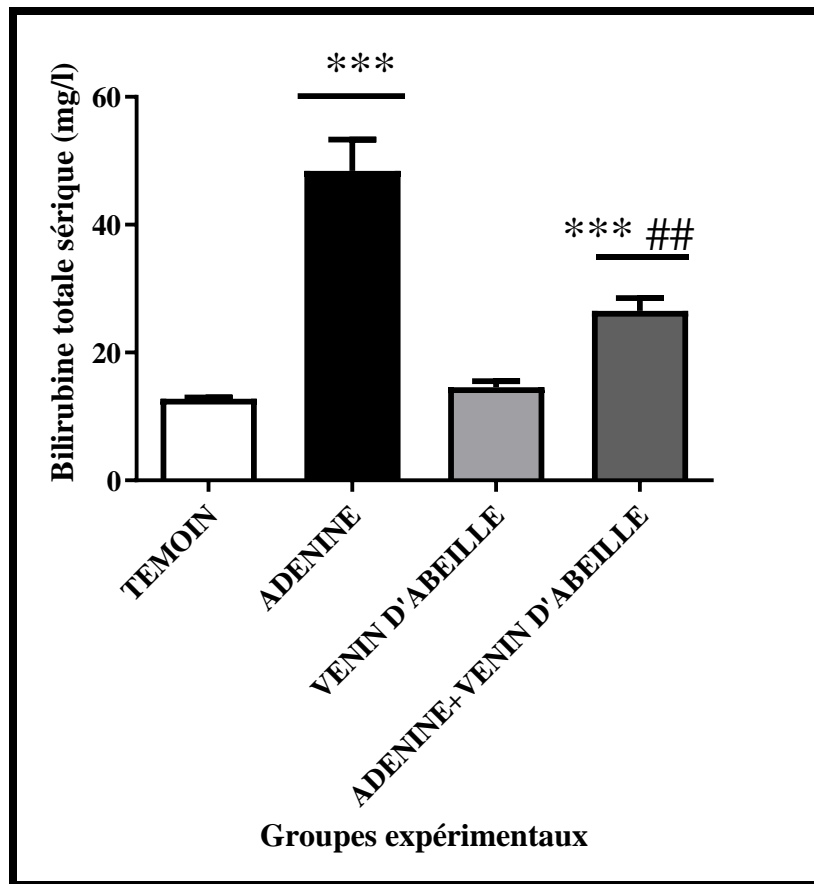 Bilirubine totale sérique (mg/l)
60
40
20
0
***
*** ##
TEMOIN
ADENINE
VENIN D'ABEILLE
ADENINE+VENIN D'ABEILLE
Groupes expérimentaux